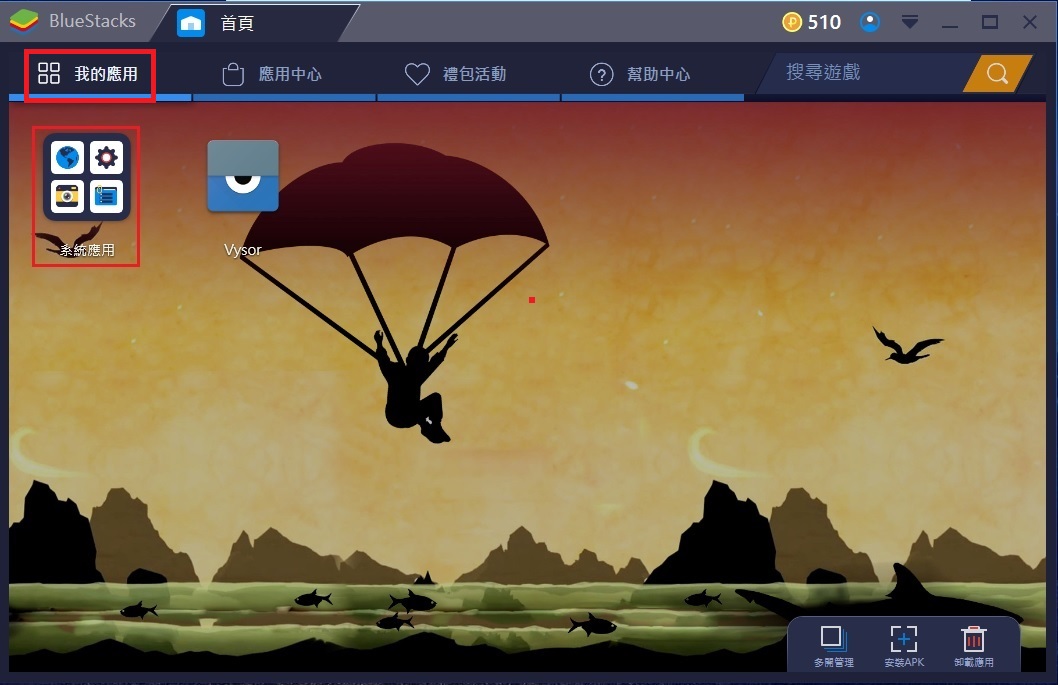 BlueStacks
首頁
510
我的應用
應用中心
禮包活動
幫助中心
搜尋遊戲
系統應用
Vysor
多開管理
安裝APK
卸載應用